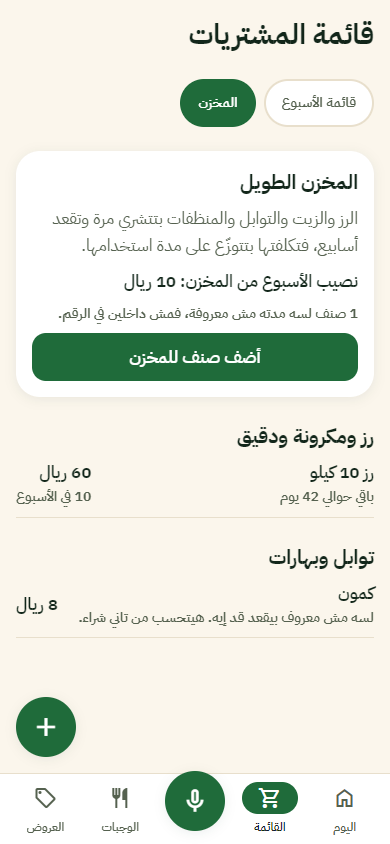 قائمة المشتريات
قائمة الأسبوع
المخزن
المخزن الطويل
الرز والزيت والتوابل والمنظفات بتتشري مرة وتقعد
أسابيع، فتكلفتها بتتوزّع على مدة استخدامها.
نصيب الأسبوع من المخزن: 10 ريال
1 صنف لسه مدته مش معروفة، فمش داخلين في الرقم.
أضف صنف للمخزن
رز ومكرونة ودقيق
رز 10 كيلو
60 ريال
باقي حوالي 42 يوم
10 في الأسبوع
توابل وبهارات
كمون
8 ريال
لسه مش معروف بيقعد قد إيه. هيتحسب من تاني شراء.
اليوم
القائمة
الوجبات
العروض